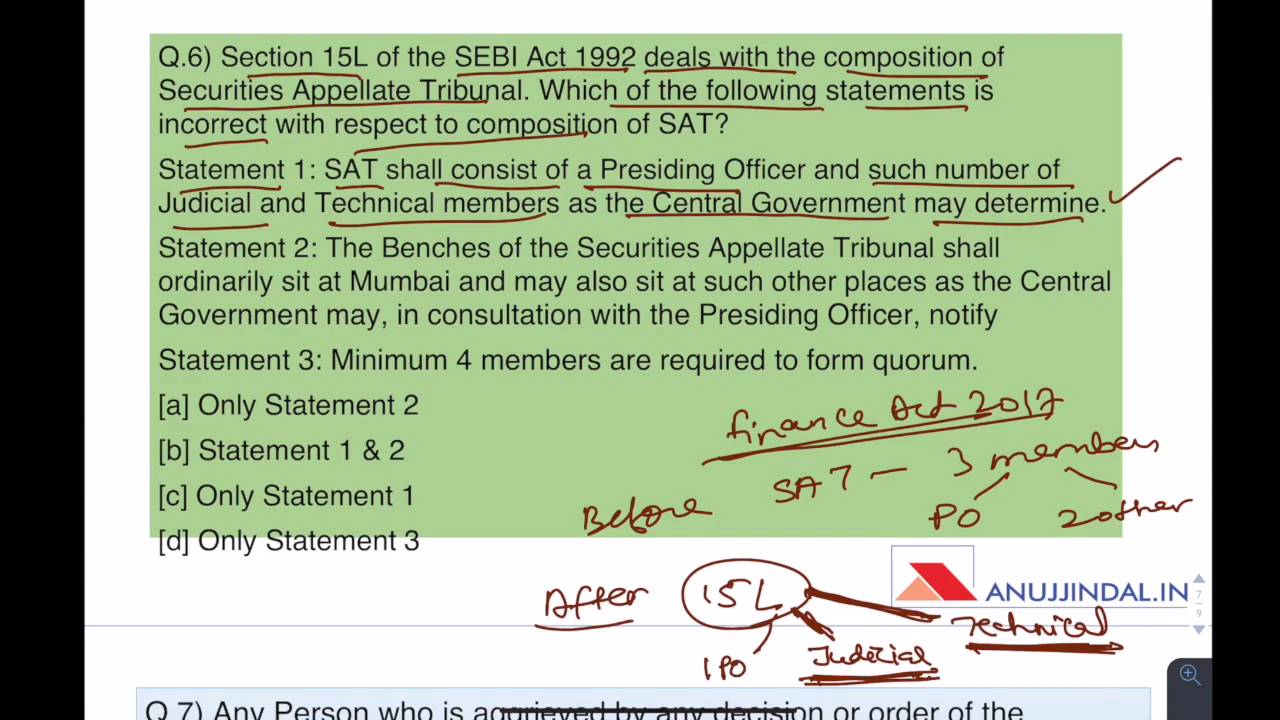 Q.6) Section 15L of the SEBI Act 1992 deals with the composition of
Securities Appellate Tribunal. Which of the following statements is
incorrect with respect to composition of SAT?
Statement 1: SAT shall consist of a Presiding Officer and such number of
Judicial and Technical members as the Central Government may determine.
Statement 2: The Benches of the Securities Appellate Tribunal shall
ordinarily sit at Mumbai and may also sit at such other places as the Central
Government may, in consultation with the Presiding Officer, notify
Statement 3: Minimum 4 members are required to form quorum.
[a] Only Statement 2
[b] Statement 1 & 2
[c] Only Statement 1
[d] Only Statement 3
finance Act 2017
Before SAT — 3 members
PO 2 other
After 15L
1PO Judicial Technical
ANUJJINDAL.IN
7
9
Q.7) Any Person who is aggrieved by any decision or order of the